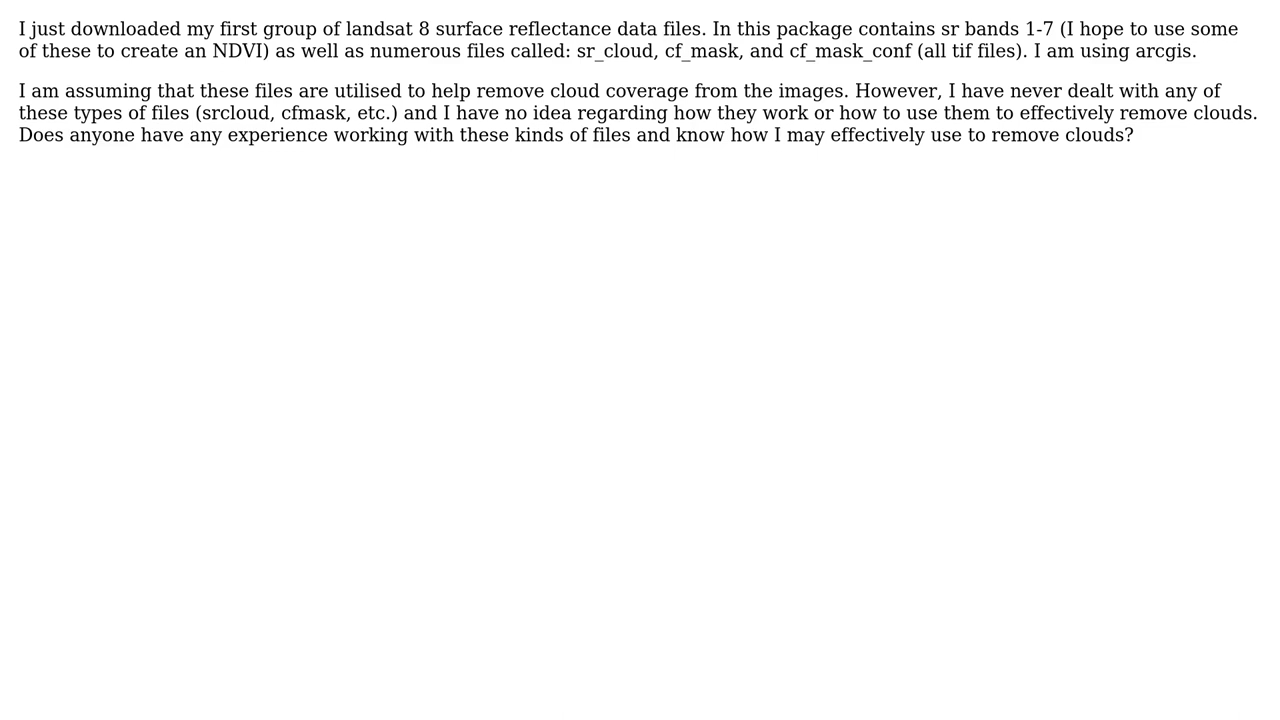 I just downloaded my first group of landsat 8 surface reflectance data files. In this package contains sr bands 1-7 (I hope to use some
of these to create an NDVI) as well as numerous files called: sr_cloud, cf_mask, and cf_mask_conf (all tif files). I am using arcgis.
I am assuming that these files are utilised to help remove cloud coverage from the images. However, I have never dealt with any of
these types of files (srcloud, cfmask, etc.) and I have no idea regarding how they work or how to use them to effectively remove clouds.
Does anyone have any experience working with these kinds of files and know how I may effectively use to remove clouds?